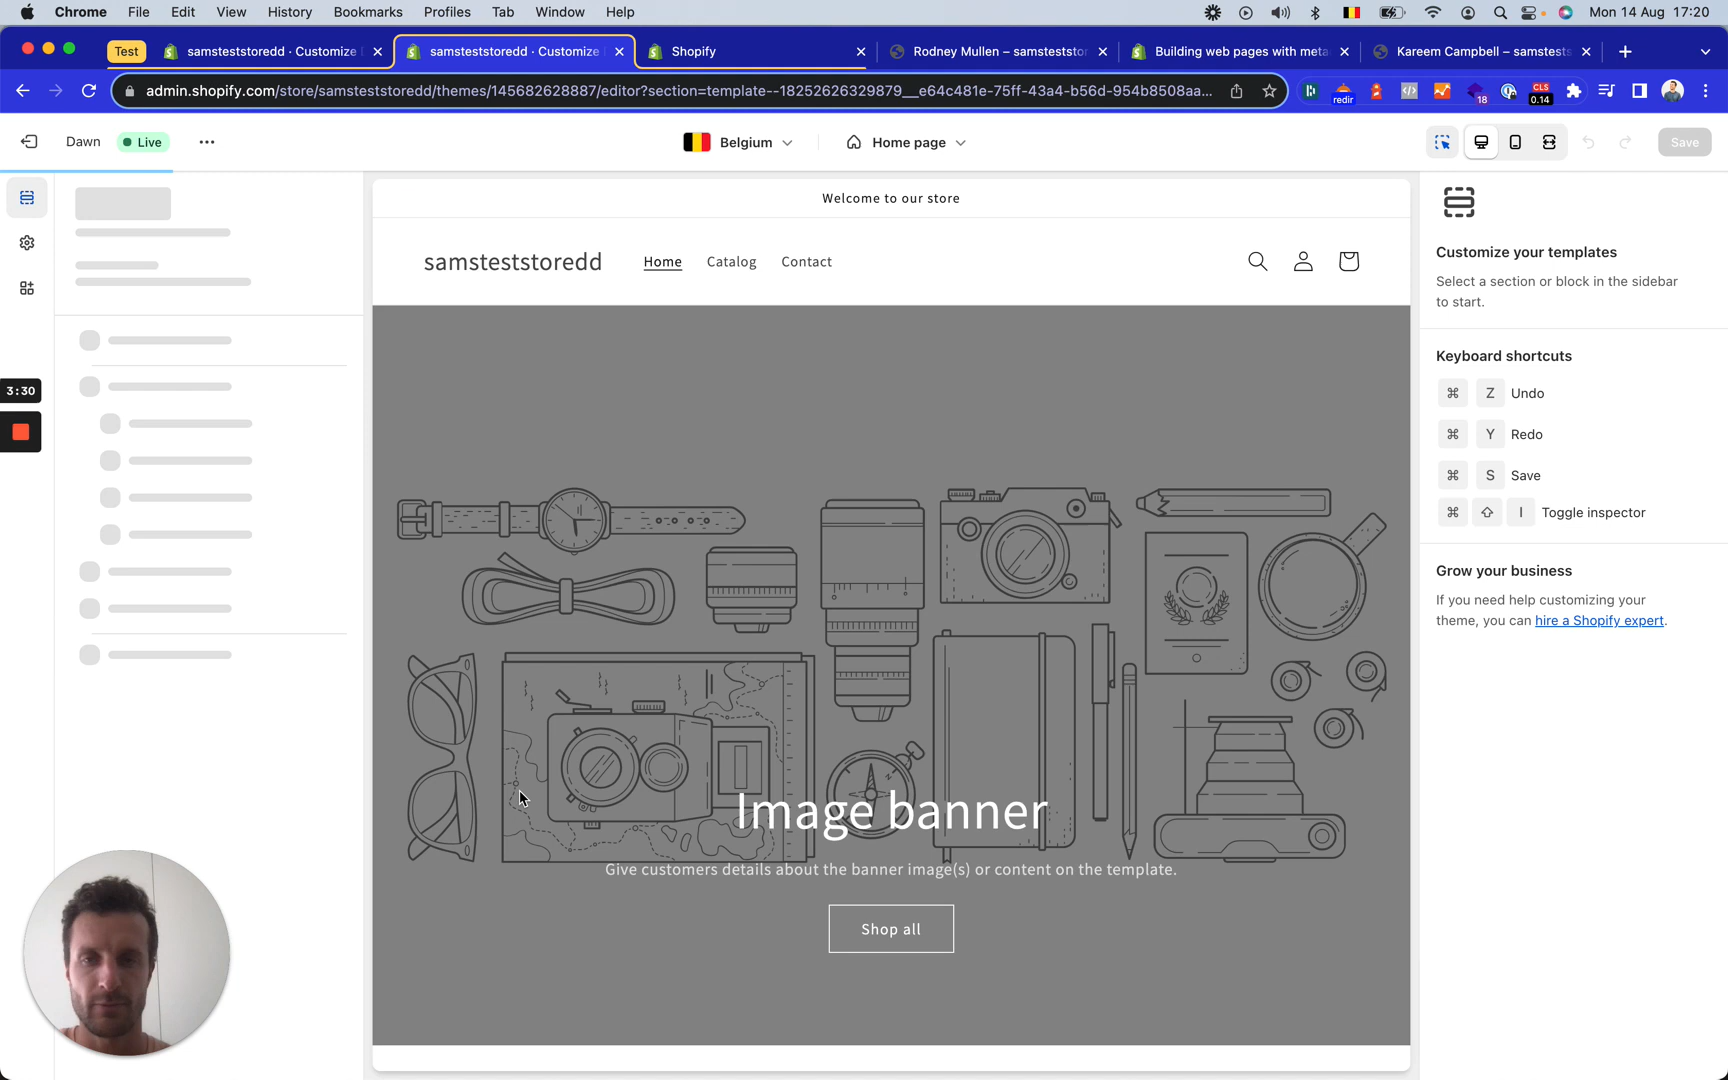 Chrome File Edit View History Bookmarks Profiles Tab Window Help Mon 14 Aug 17:20
Test samsteststoredd · Customize samsteststoredd · Customize Shopify Rodney Mullen – samsteststor Building web pages with meta Kareem Campbell – samstests
admin.shopify.com/store/samsteststoredd/themes/145682628887/editor?section=template--18252626329879__e64c481e-75ff-43a4-b56d-954b8508aa... redir 18 CLS 0.14
Dawn Live Belgium Home page Save
Welcome to our store
samsteststoredd Home Catalog Contact
Customize your templates
Select a section or block in the sidebar
to start.
Keyboard shortcuts
⌘ Z Undo
⌘ Y Redo
⌘ S Save
⌘ ⇧ I Toggle inspector
3:30
Grow your business
If you need help customizing your
theme, you can hire a Shopify expert.
Image banner
Give customers details about the banner image(s) or content on the template.
Shop all